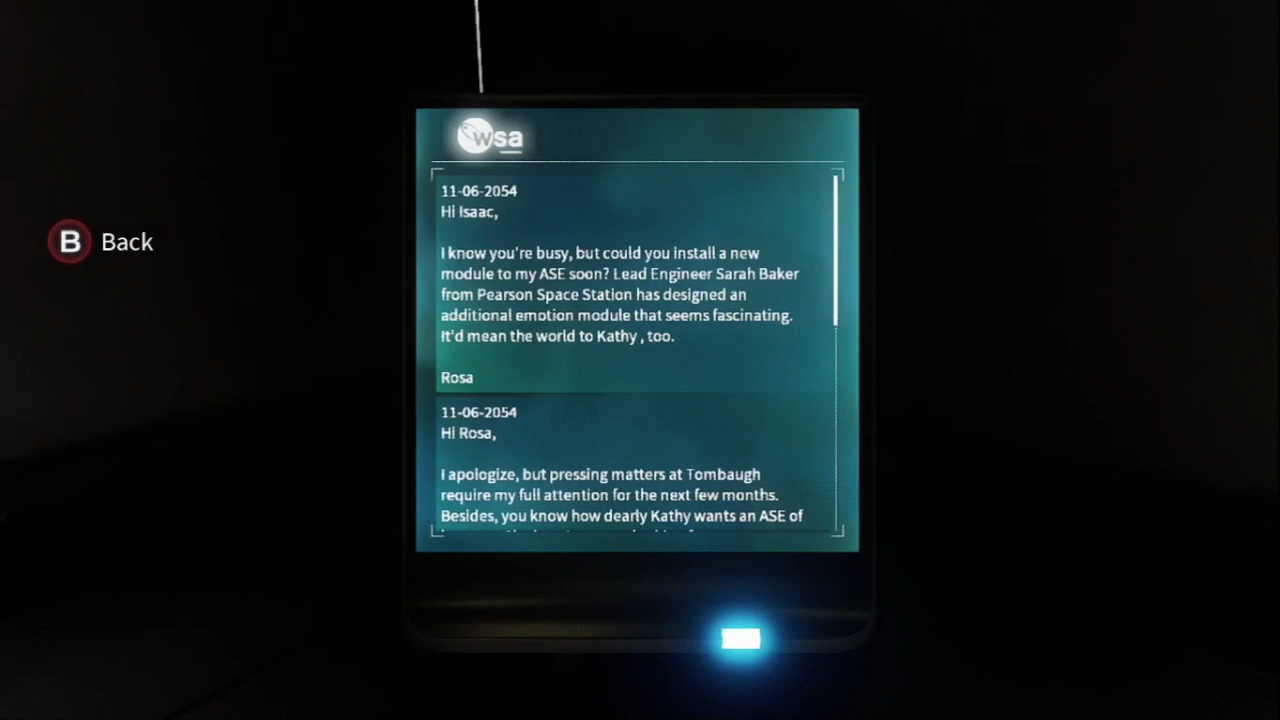 B Back
wsa
11-06-2054
Hi Isaac,
I know you're busy, but could you install a new
module to my ASE soon? Lead Engineer Sarah Baker
from Pearson Space Station has designed an
additional emotion module that seems fascinating.
It'd mean the world to Kathy , too.
Rosa
11-06-2054
Hi Rosa,
I apologize, but pressing matters at Tombaugh
require my full attention for the next few months.
Besides, you know how dearly Kathy wants an ASE of